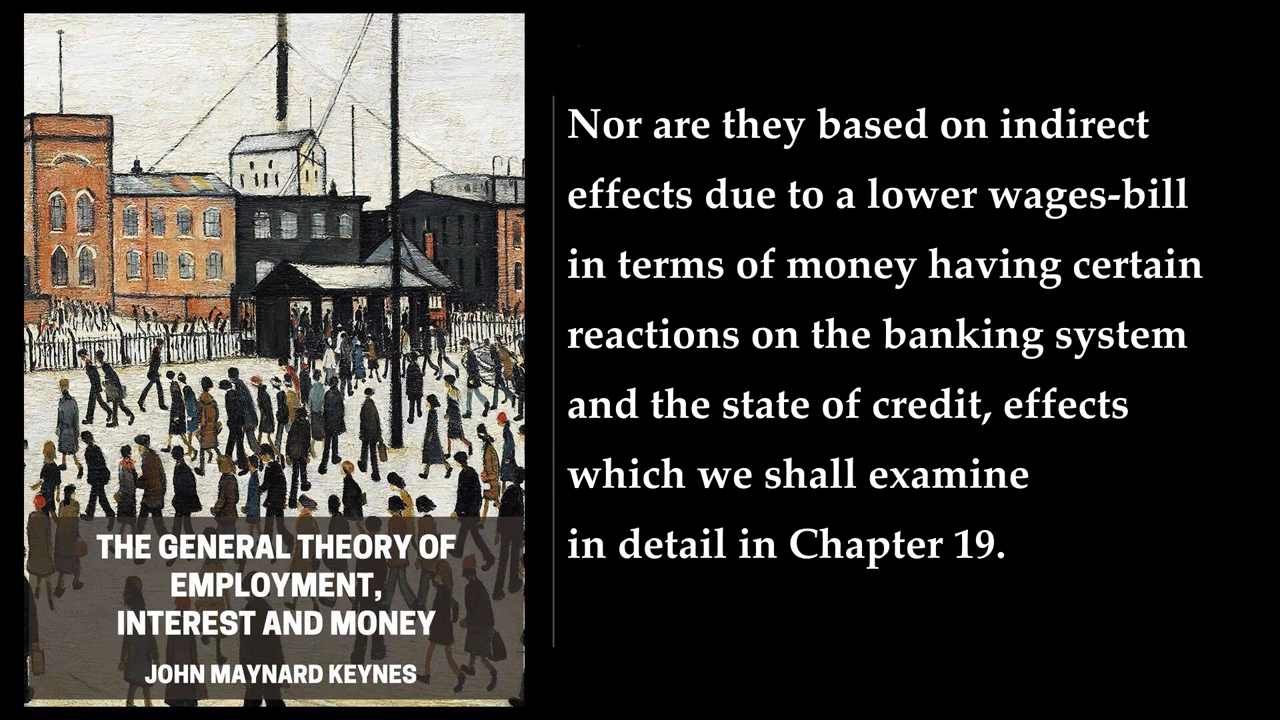 THE GENERAL THEORY OF
EMPLOYMENT,
INTEREST AND MONEY
JOHN MAYNARD KEYNES
Nor are they based on indirect
effects due to a lower wages-bill
in terms of money having certain
reactions on the banking system
and the state of credit, effects
which we shall examine
in detail in Chapter 19.